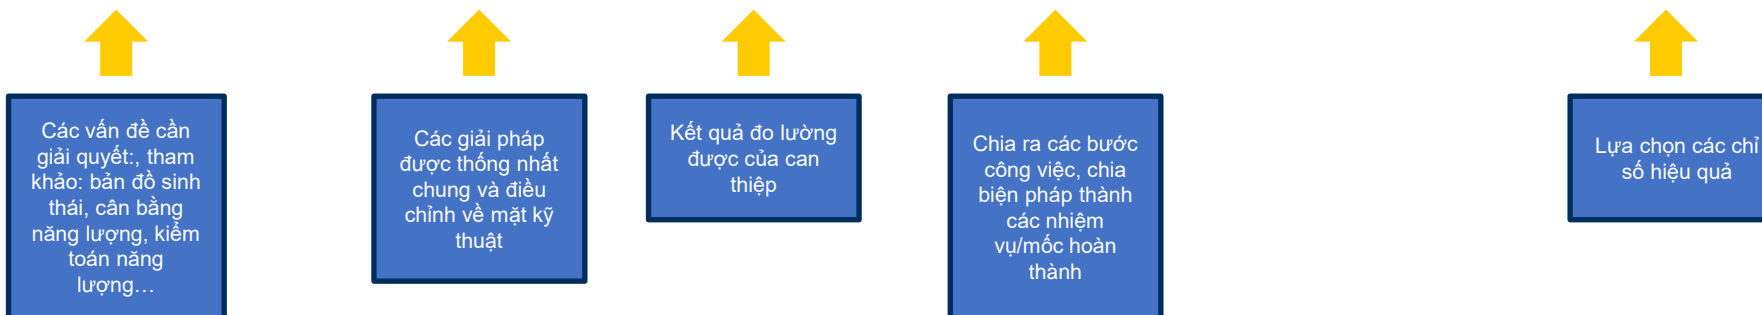 Các vấn đề cần
giải quyết:, tham
khảo: bản đồ sinh
thái, cân bằng
năng lượng, kiểm
toán năng
lượng…
Các giải pháp
được thống nhất
chung và điều
chỉnh về mặt kỹ
thuật
Kết quả đo lường
được của can
thiệp
Chia ra các bước
công việc, chia
biện pháp thành
các nhiệm
vụ/mốc hoàn
thành
Lựa chọn các chỉ
số hiệu quả